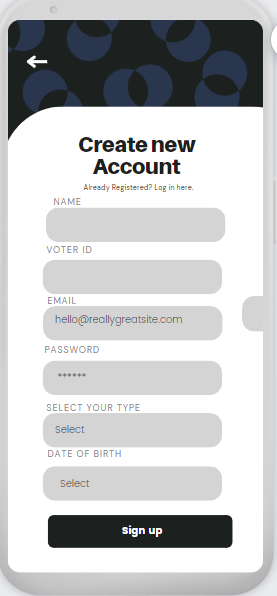 Create new
Account
Already Registered? Log in here.
NAME
VOTER ID
EMAIL
hello@reallygreatsite.com
PASSWORD
******
SELECT YOUR TYPE
Select
DATE OF BIRTH
Select
Sign up